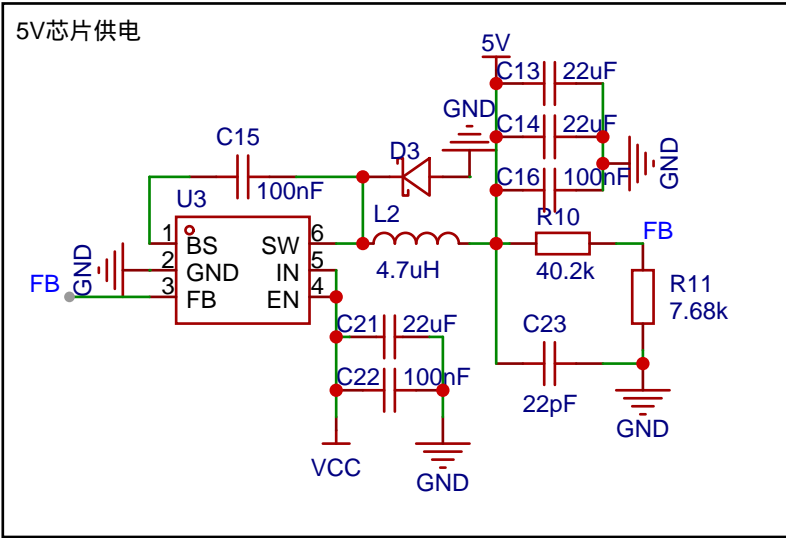 5V芯片供电
5V
C13 22uF
GND
C14 22uF
C15
D3
GND
100nF
C16 100nF
U3
L2
R10
FB
1 BS SW 6
2 GND IN 5
3 FB EN 4
GND
FB
4.7uH
40.2k
R11
7.68k
C21 22uF
C23
C22 100nF
22pF
VCC
GND
GND